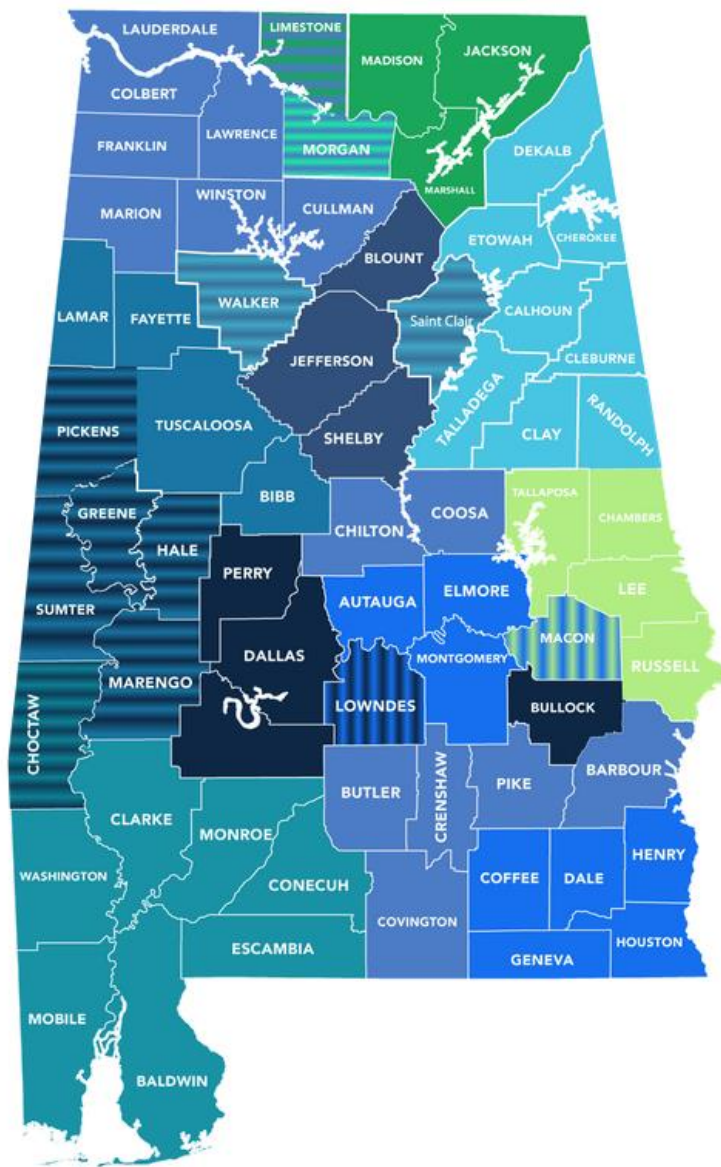 LAUDERDALE
LIMESTONE
MADISON
JACKSON
COLBERT
FRANKLIN
LAWRENCE
MORGAN
MARSHALL
DEKALB
MARION
WINSTON
CULLMAN
ETOWAH
CHEROKEE
BLOUNT
WALKER
Saint Clair
CALHOUN
LAMAR
FAYETTE
JEFFERSON
CLEBURNE
PICKENS
TUSCALOOSA
SHELBY
TALLADEGA
CLAY
RANDOLPH
GREENE
BIBB
TALLAPOSA
COOSA
CHAMBERS
CHILTON
HALE
PERRY
LEE
SUMTER
AUTAUGA
ELMORE
MACON
DALLAS
MONTGOMERY
RUSSELL
MARENGO
LOWNDES
BULLOCK
CHOCTAW
BARBOUR
BUTLER
CRENSHAW
PIKE
CLARKE
MONROE
HENRY
WASHINGTON
CONECUH
COFFEE
DALE
COVINGTON
ESCAMBIA
HOUSTON
GENEVA
MOBILE
BALDWIN